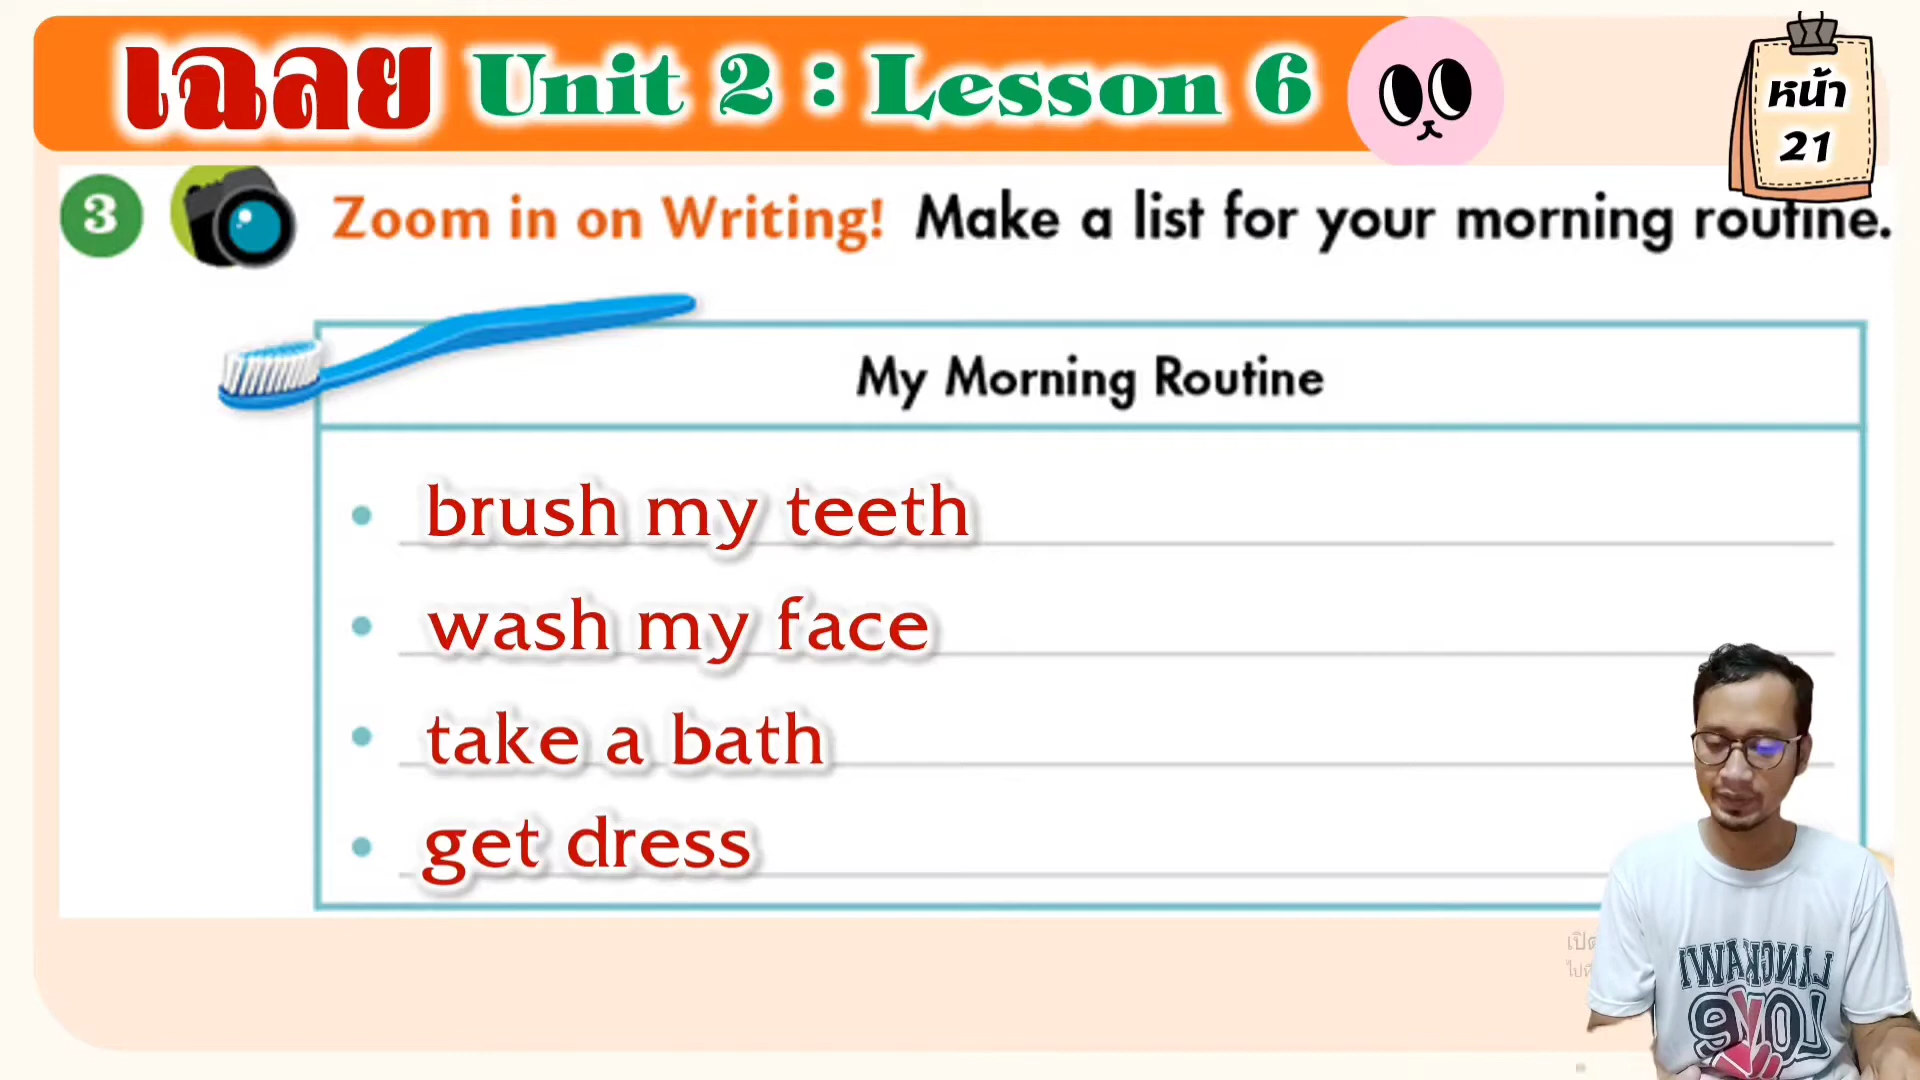 เฉลย Unit 2 : Lesson 6
หน้า
21
3 Zoom in on Writing! Make a list for your morning routine.
My Morning Routine
• brush my teeth
• wash my face
• take a bath
• get dress
LANGKAWI